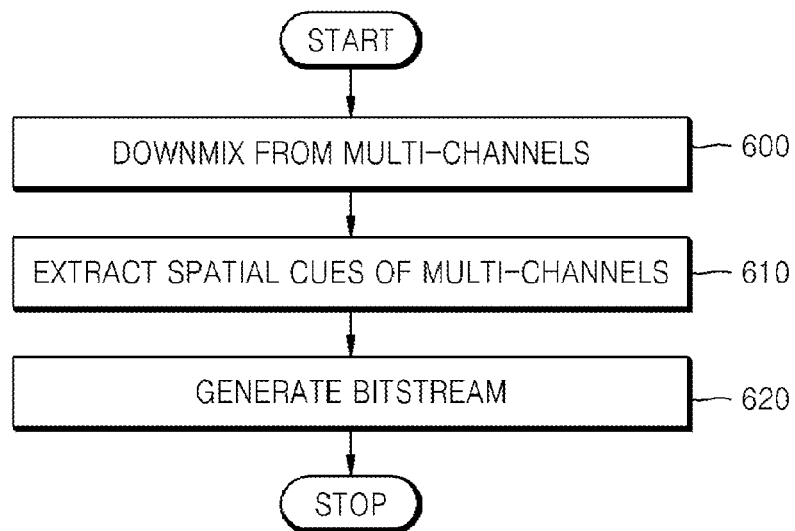 START
DOWNMIX FROM MULTI-CHANNELS
600
EXTRACT SPATIAL CUES OF MULTI-CHANNELS
610
GENERATE BITSTREAM
620
STOP